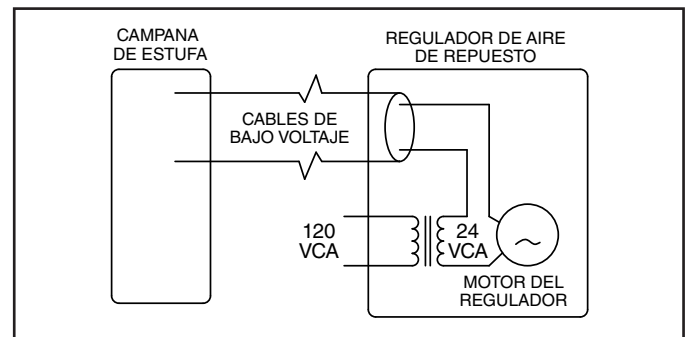 CAMPANA
DE ESTUFA
REGULADOR DE AIRE
DE REPUESTO
CABLES DE
BAJO VOLTAJE
120
VCA
24
VCA
MOTOR DEL
REGULADOR